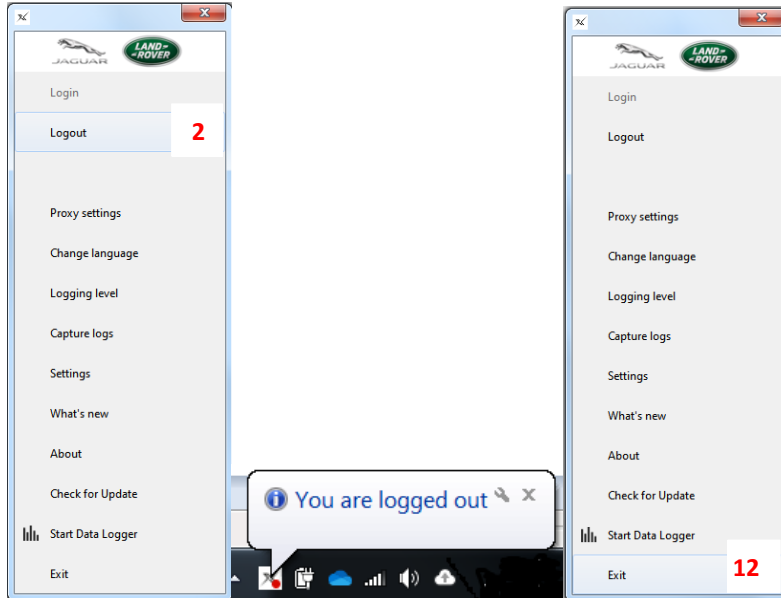 JAGUAR
LAND-
-ROVER
Login
Logout
2
Proxy settings
Change language
Logging level
Capture logs
Settings
What's new
About
Check for Update
Start Data Logger
Exit
You are logged out
JAGUAR
LAND-
-ROVER
Login
Logout
Proxy settings
Change language
Logging level
Capture logs
Settings
What's new
About
Check for Update
Start Data Logger
Exit
12